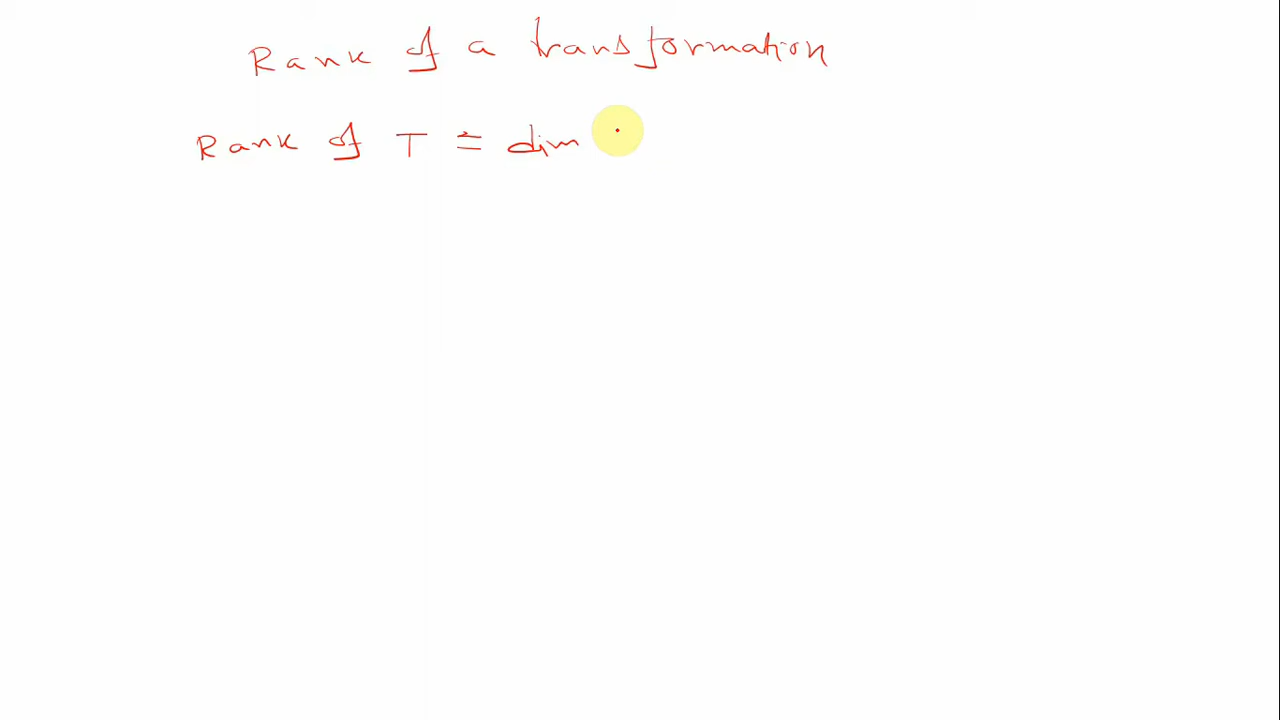 Rank of a transformation
Rank of T = dim